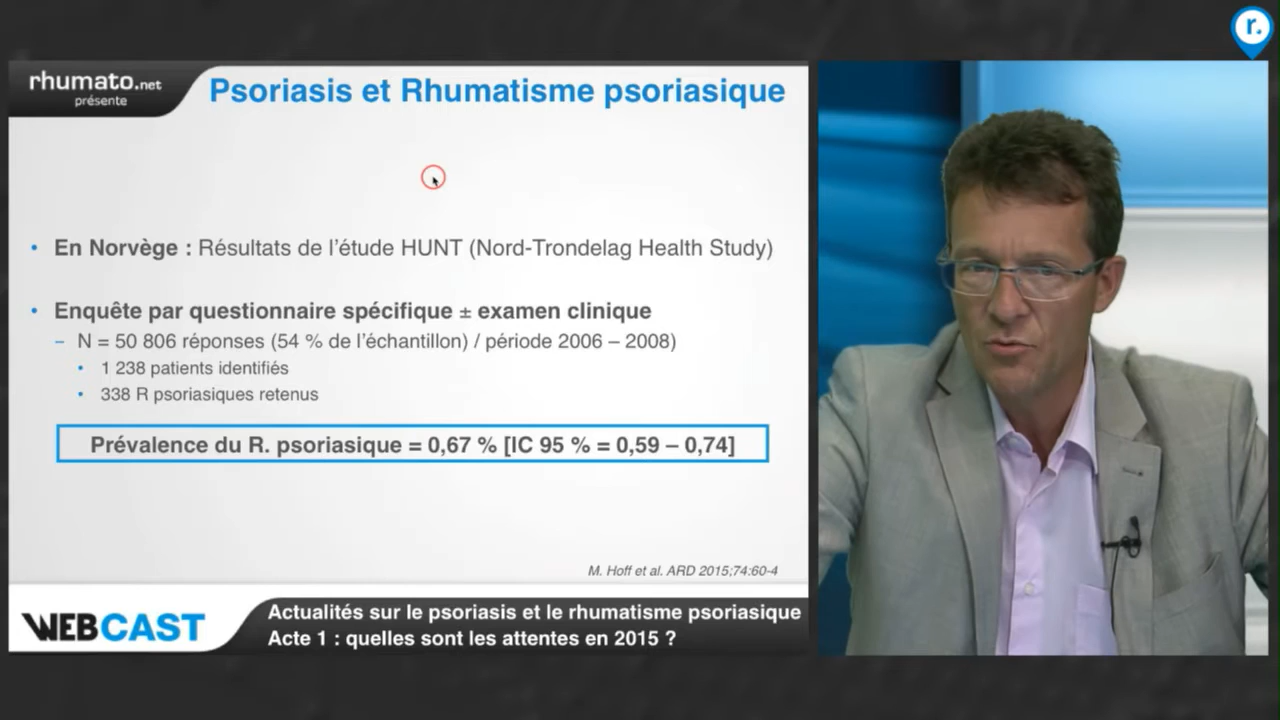 r.
rhumato.net
présente
Psoriasis et Rhumatisme psoriasique
• En Norvège : Résultats de l'étude HUNT (Nord-Trondelag Health Study)
• Enquête par questionnaire spécifique ± examen clinique
– N = 50 806 réponses (54 % de l'échantillon) / période 2006 – 2008)
• 1 238 patients identifiés
• 338 R psoriasiques retenus
Prévalence du R. psoriasique = 0,67 % [IC 95 % = 0,59 – 0,74]
M. Hoff et al. ARD 2015;74:60-4
WEBCAST
Actualités sur le psoriasis et le rhumatisme psoriasique
Acte 1 : quelles sont les attentes en 2015 ?